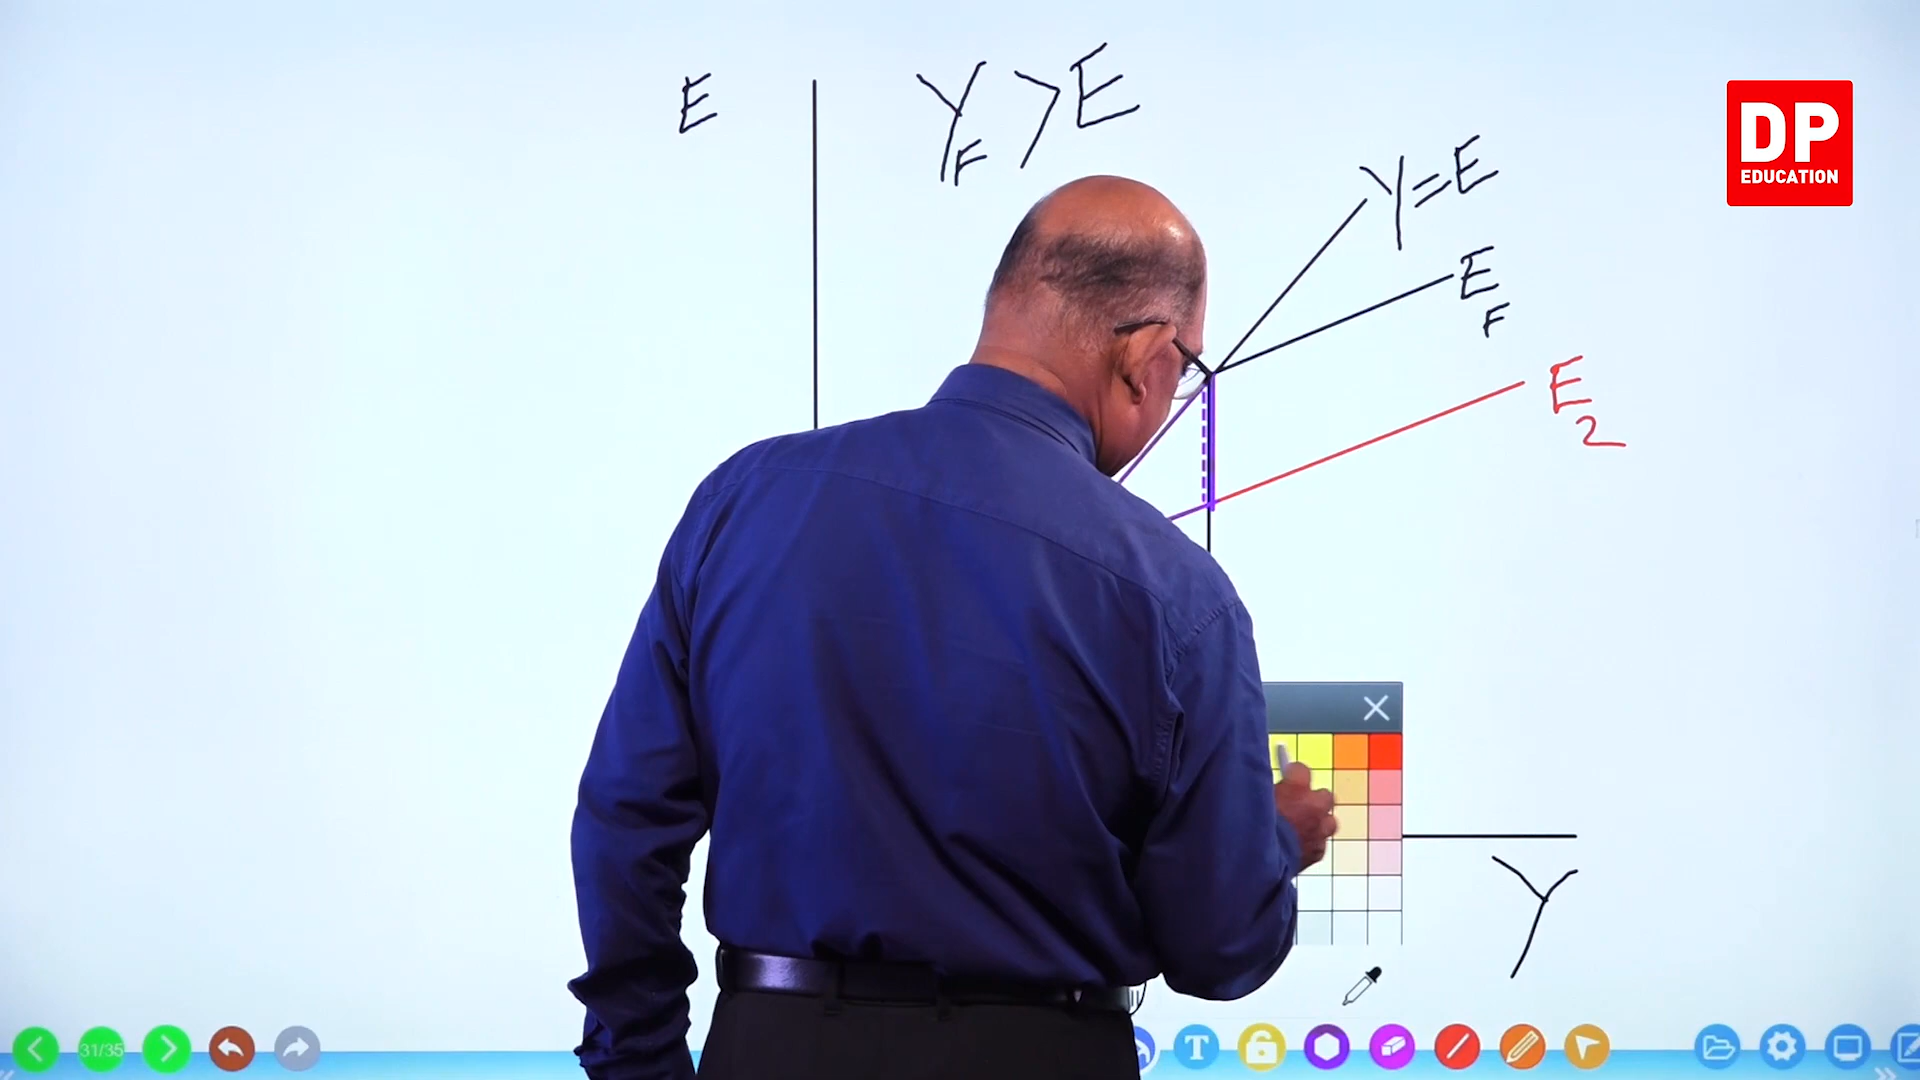 E
Y_F > E
DP
EDUCATION
Y=E
E_F
E_2
Y
31/35
T